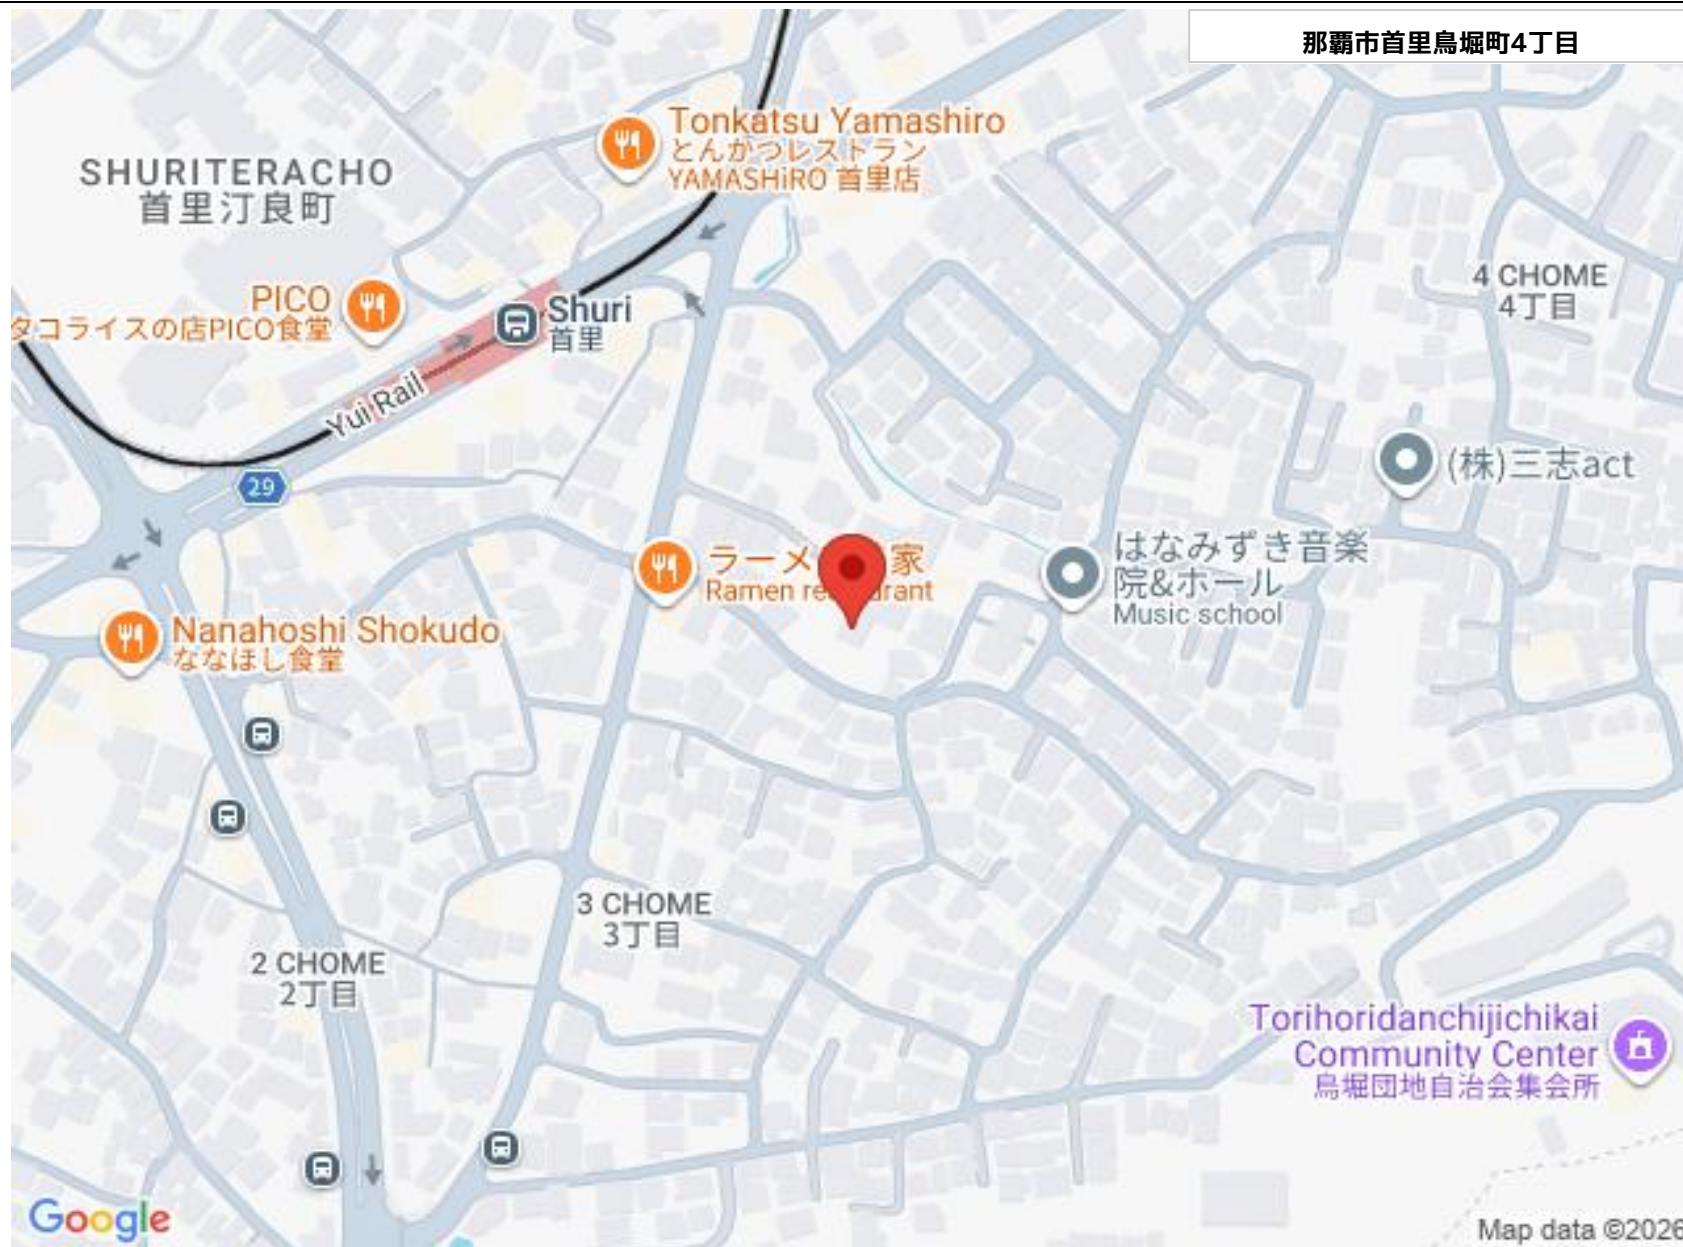 那覇市首里鳥堀町4丁目
Tonkatsu Yamashiro
とんかつレストラン
YAMASHiRO 首里店
SHURITERACHO
首里汀良町
PICO
タコライスの店PICO食堂
Shuri
首里
Yui Rail
29
4 CHOME
4丁目
(株)三志act
ラーメ 家
Ramen re urant
はなみずき音楽
院&ホール
Music school
Nanahoshi Shokudo
ななほし食堂
3 CHOME
3丁目
2 CHOME
2丁目
Torihoridanchijichikai
Community Center
鳥堀団地自治会集会所
Google
Map data ©2026